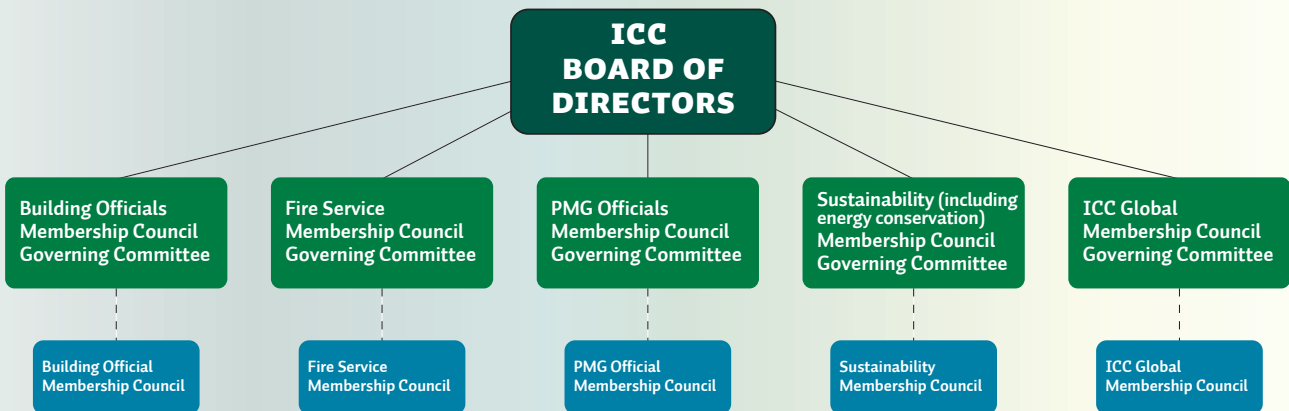 ICC
BOARD OF
DIRECTORS
Building Officials
Membership Council
Governing Committee
Fire Service
Membership Council
Governing Committee
PMG Officials
Membership Council
Governing Committee
Sustainability (including
energy conservation)
Membership Council
Governing Committee
ICC Global
Membership Council
Governing Committee
Building Official
Membership Council
Fire Service
Membership Council
PMG Official
Membership Council
Sustainability
Membership Council
ICC Global
Membership Council